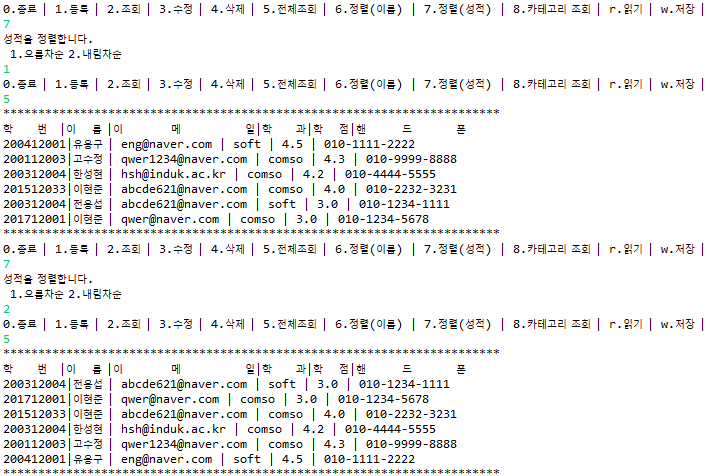 0.종료 | 1.등록 | 2.조회 | 3.수정 | 4.삭제 | 5.전체조회 | 6.정렬(이름) | 7.정렬(성적) | 8.카테고리 조회 | r.읽기 | w.저장 |
7
성적을 정렬합니다.
1.오름차순 2.내림차순
1
0.종료 | 1.등록 | 2.조회 | 3.수정 | 4.삭제 | 5.전체조회 | 6.정렬(이름) | 7.정렬(성적) | 8.카테고리 조회 | r.읽기 | w.저장 |
5
***********************************************************************
학 번 |이 름 |이 메 일|학 과|학 점|핸 드 폰
200412001|유용구 | eng@naver.com | soft | 4.5 | 010-1111-2222
200112003|고수정 | qwer1234@naver.com | comso | 4.3 | 010-9999-8888
200312004|한성현 | hsh@induk.ac.kr | comso | 4.2 | 010-4444-5555
201512033|이현준 | abcde621@naver.com | comso | 4.0 | 010-2232-3231
200312004|전용섭 | abcde621@naver.com | soft | 3.0 | 010-1234-1111
201712001|이현준 | qwer@naver.com | comso | 3.0 | 010-1234-5678
***********************************************************************
0.종료 | 1.등록 | 2.조회 | 3.수정 | 4.삭제 | 5.전체조회 | 6.정렬(이름) | 7.정렬(성적) | 8.카테고리 조회 | r.읽기 | w.저장 |
7
성적을 정렬합니다.
1.오름차순 2.내림차순
2
0.종료 | 1.등록 | 2.조회 | 3.수정 | 4.삭제 | 5.전체조회 | 6.정렬(이름) | 7.정렬(성적) | 8.카테고리 조회 | r.읽기 | w.저장 |
5
***********************************************************************
학 번 |이 름 |이 메 일|학 과|학 점|핸 드 폰
200312004|전용섭 | abcde621@naver.com | soft | 3.0 | 010-1234-1111
201712001|이현준 | qwer@naver.com | comso | 3.0 | 010-1234-5678
201512033|이현준 | abcde621@naver.com | comso | 4.0 | 010-2232-3231
200312004|한성현 | hsh@induk.ac.kr | comso | 4.2 | 010-4444-5555
200112003|고수정 | qwer1234@naver.com | comso | 4.3 | 010-9999-8888
200412001|유용구 | eng@naver.com | soft | 4.5 | 010-1111-2222
***********************************************************************